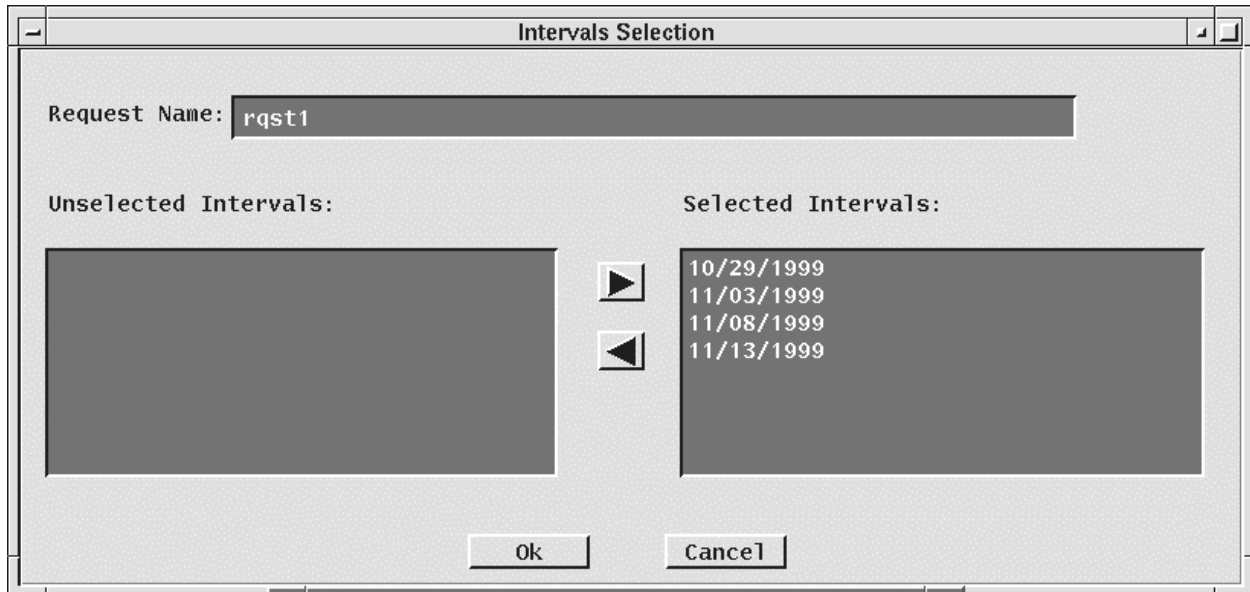 Intervals Selection
Request Name: rqst1
Unselected Intervals:
Selected Intervals:
10/29/1999
11/03/1999
11/08/1999
11/13/1999
Ok
Cancel